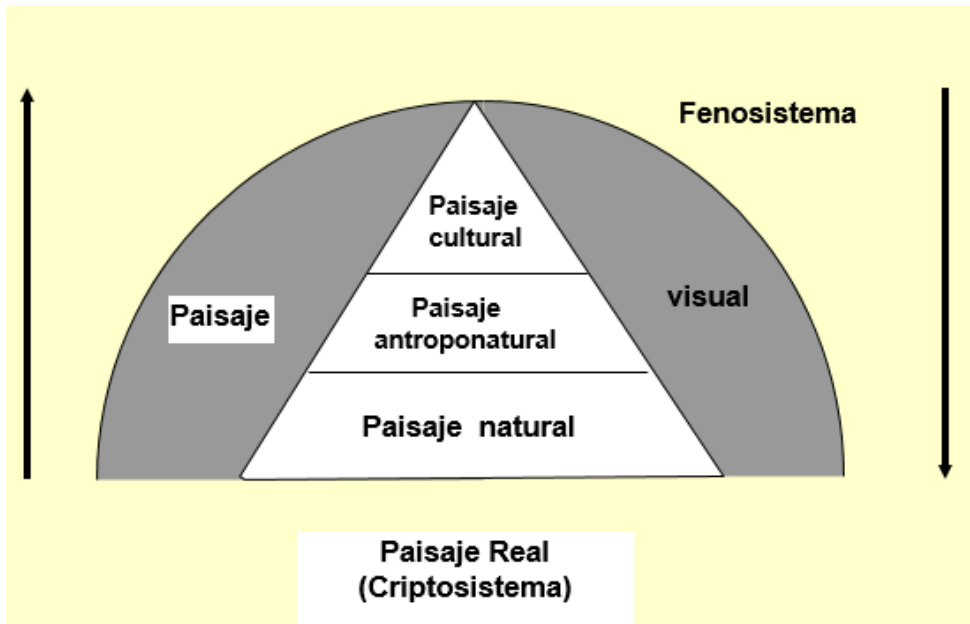 Fenosistema
Paisaje
cultural
Paisaje
visual
Paisaje
antroponatural
Paisaje natural
Paisaje Real
(Criptosistema)